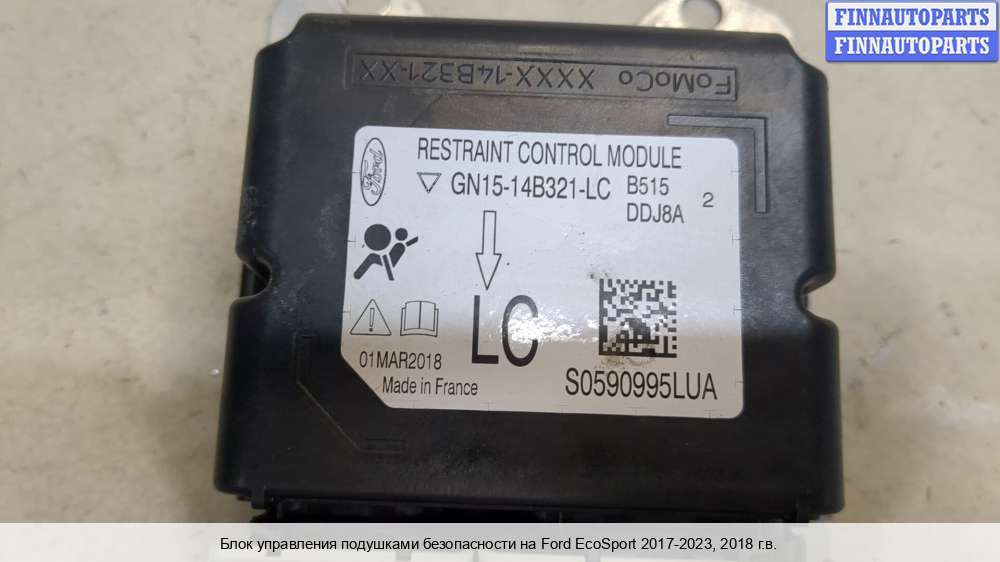 FINNAUTOPARTS
FINNAUTOPARTS
FoMoCo XXXX-14B321-XX
Ford
RESTRAINT CONTROL MODULE
GN15-14B321-LC B515 2
DDJ8A
LC
01MAR2018
Made in France
S0590995LUA
Блок управления подушками безопасности на Ford EcoSport 2017-2023, 2018 г.в.